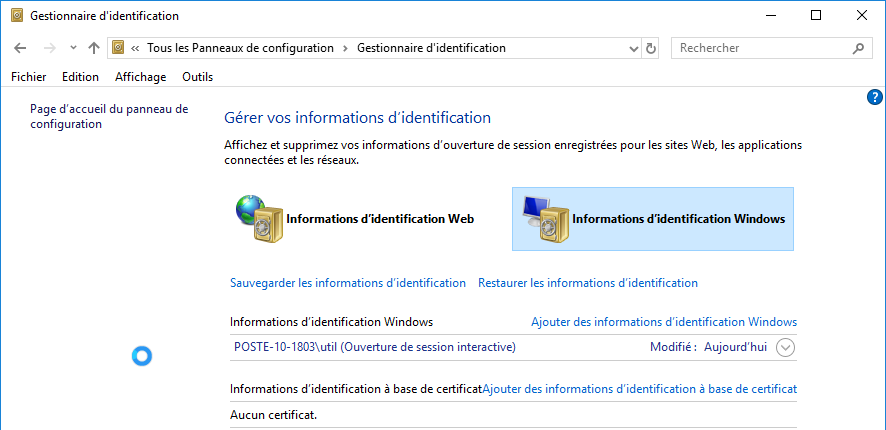 Gestionnaire d'identification
« Tous les Panneaux de configuration > Gestionnaire d'identification
Rechercher
Fichier Edition Affichage Outils
?
Page d'accueil du panneau de
configuration
Gérer vos informations d'identification
Affichez et supprimez vos informations d'ouverture de session enregistrées pour les sites Web, les applications
connectées et les réseaux.
Informations d'identification Web
Informations d'identification Windows
Sauvegarder les informations d'identification Restaurer les informations d'identification
Informations d'identification Windows Ajouter des informations d'identification Windows
POSTE-10-1803\util (Ouverture de session interactive) Modifié : Aujourd'hui
Informations d'identification à base de certificat Ajouter des informations d'identification à base de certificat
Aucun certificat.